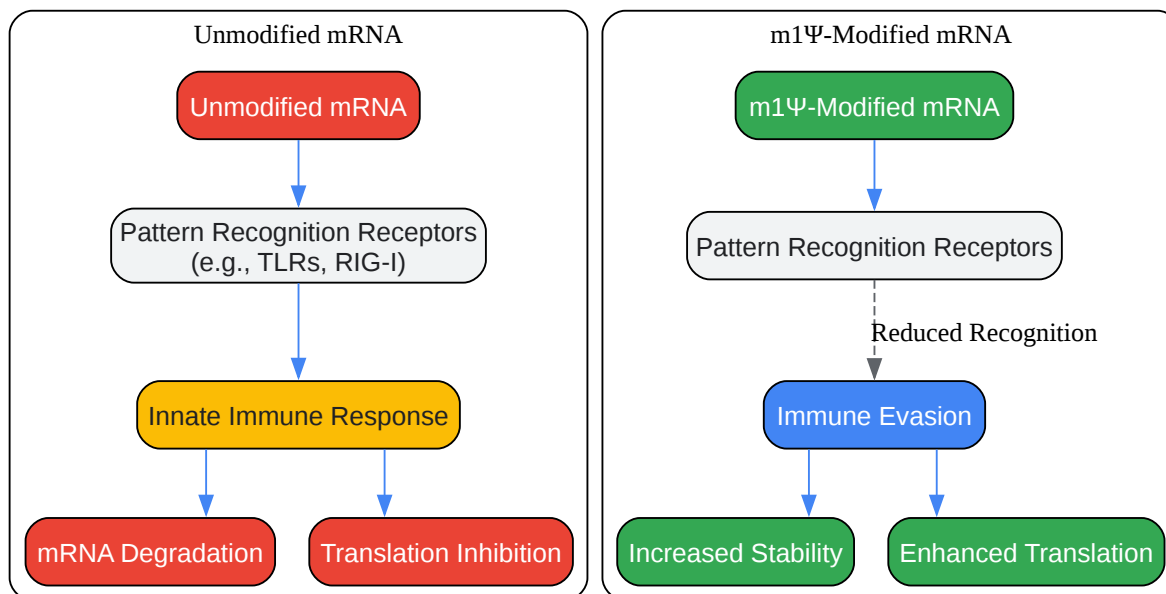 Unmodified mRNA
Unmodified mRNA
Pattern Recognition Receptors
(e.g., TLRs, RIG-I)
Innate Immune Response
mRNA Degradation
Translation Inhibition
m1Ψ-Modified mRNA
m1Ψ-Modified mRNA
Pattern Recognition Receptors
Reduced Recognition
Immune Evasion
Increased Stability
Enhanced Translation